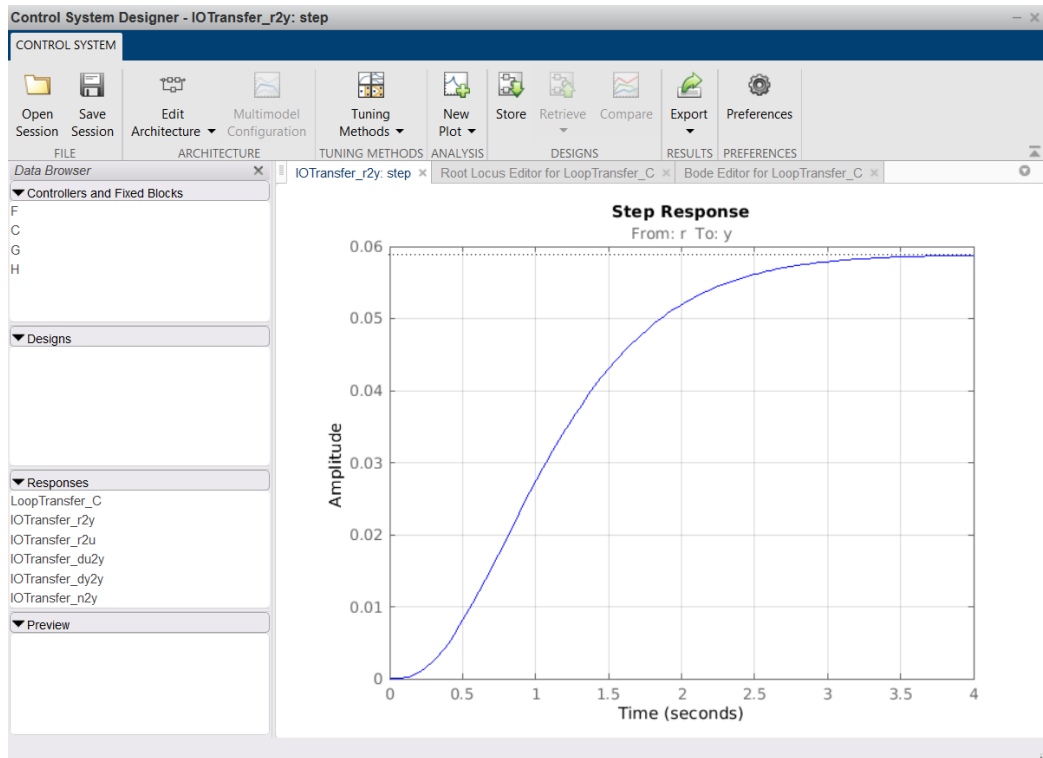 Control System Designer - IOTransfer_r2y: step
CONTROL SYSTEM
Open Session
Save Session
Edit Architecture
Multimodel Configuration
Tuning Methods
New Plot
Store
Retrieve
Compare
Export
Preferences
FILE
ARCHITECTURE
TUNING METHODS
ANALYSIS
DESIGNS
RESULTS
PREFERENCES
Data Browser
Controllers and Fixed Blocks
F
C
G
H
Designs
Responses
LoopTransfer_C
IOTransfer_r2y
IOTransfer_r2u
IOTransfer_du2y
IOTransfer_dy2y
IOTransfer_n2y
Preview
IOTransfer_r2y: step
Root Locus Editor for LoopTransfer_C
Bode Editor for LoopTransfer_C
Step Response
From: r To: y
Amplitude
0.06
0.05
0.04
0.03
0.02
0.01
0
0 0.5 1 1.5 2 2.5 3 3.5 4
Time (seconds)